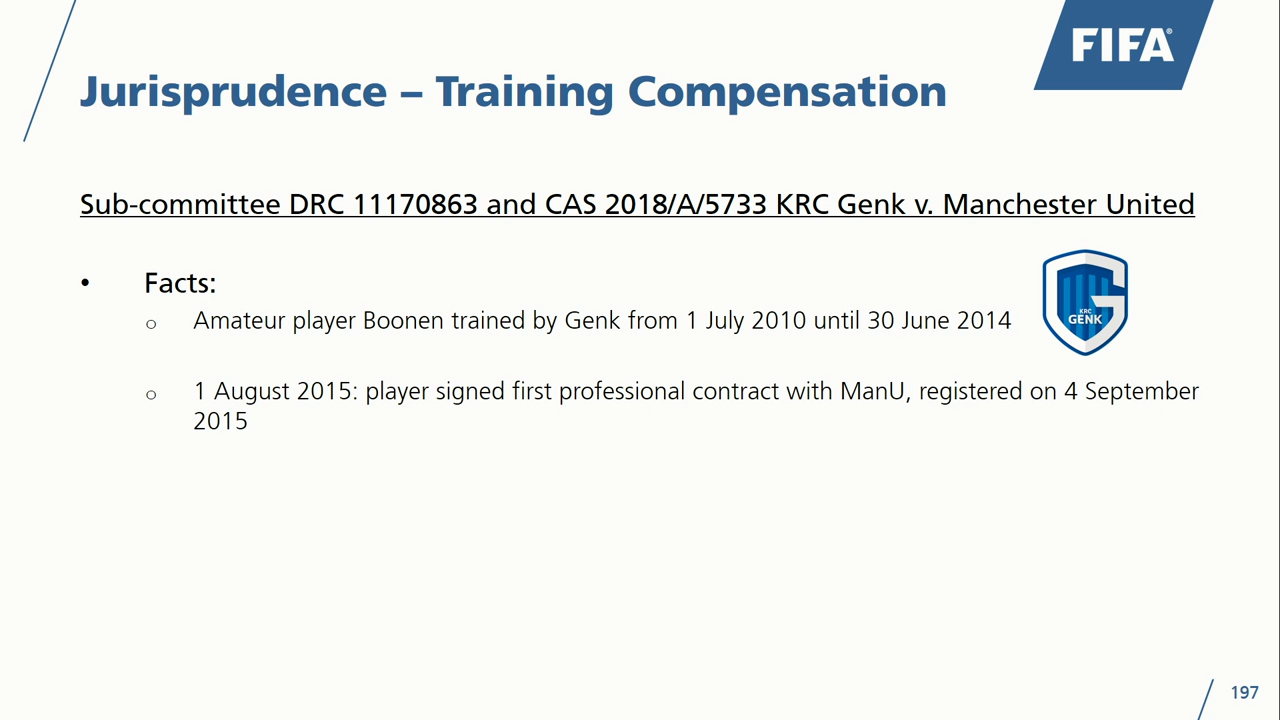 FIFA®
Jurisprudence – Training Compensation
Sub-committee DRC 11170863 and CAS 2018/A/5733 KRC Genk v. Manchester United
• Facts:
o Amateur player Boonen trained by Genk from 1 July 2010 until 30 June 2014
KRC
GENK
o 1 August 2015: player signed first professional contract with ManU, registered on 4 September
2015
197